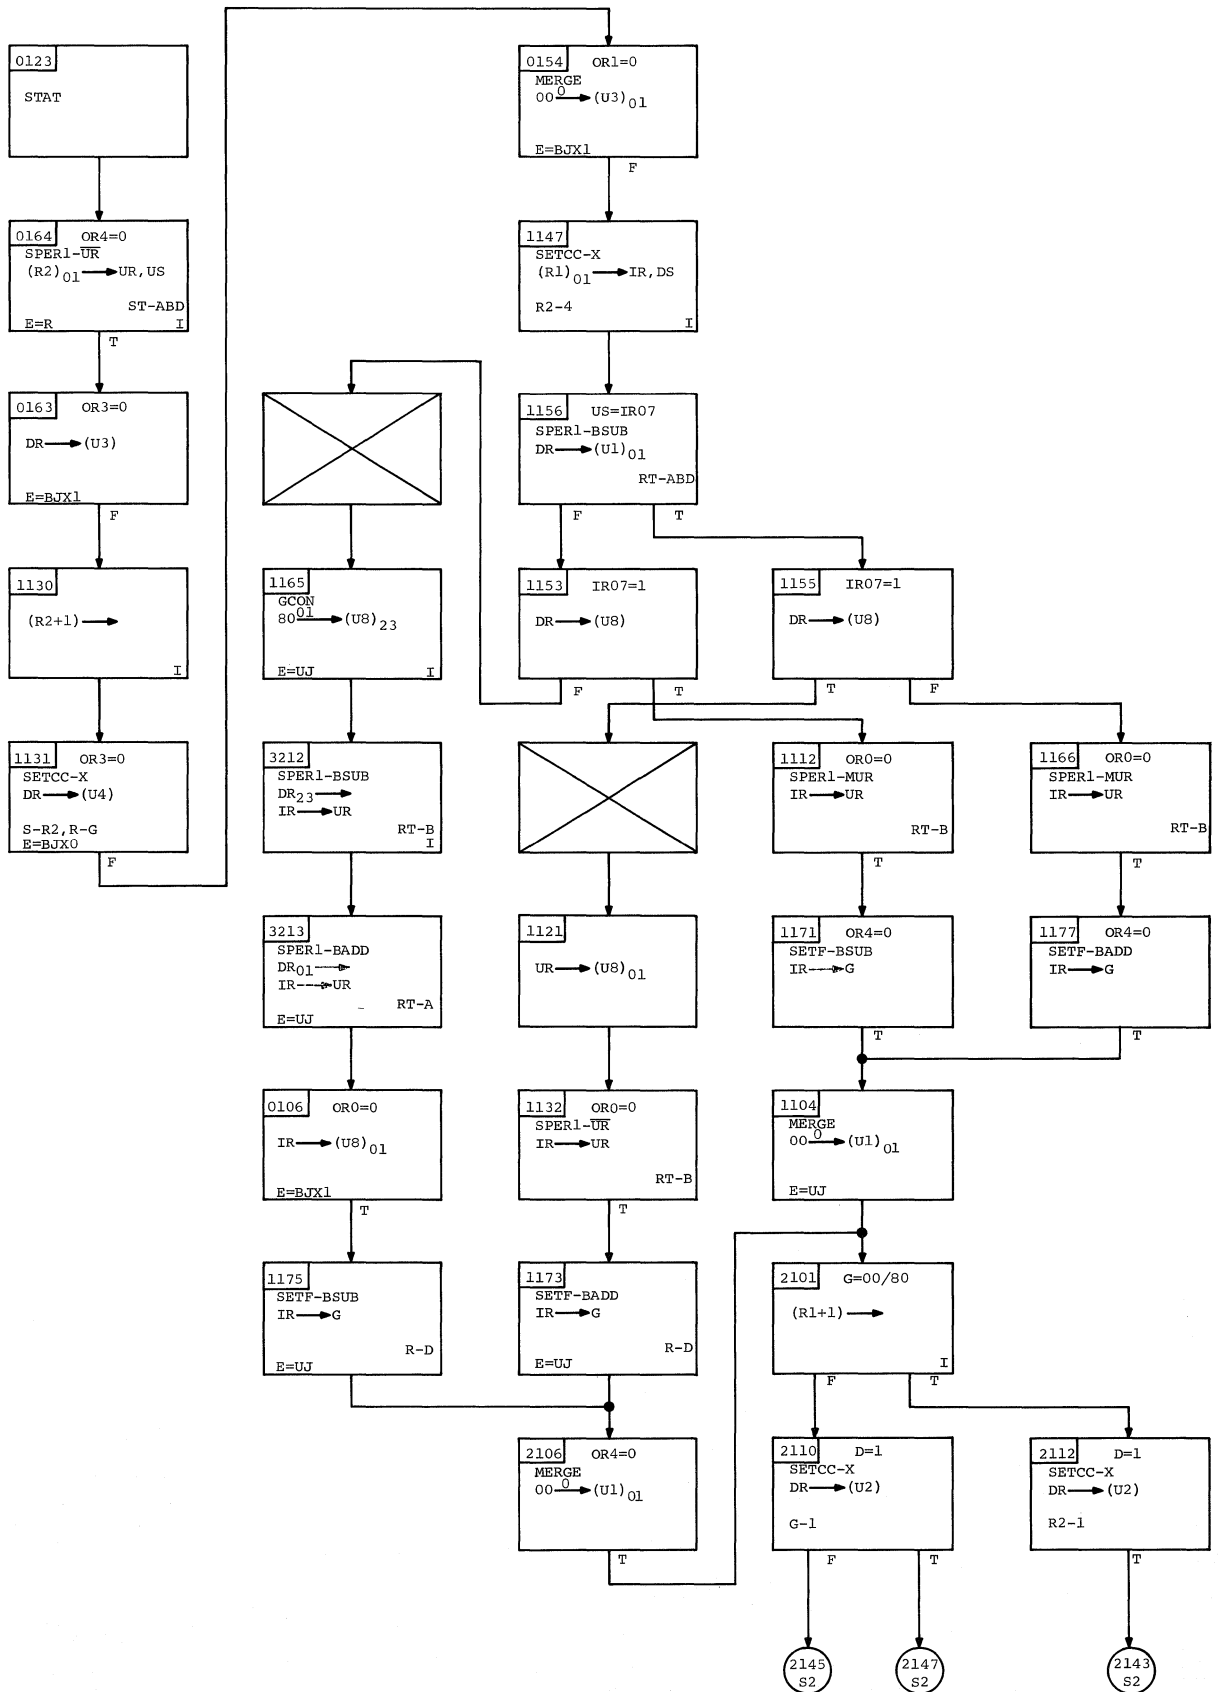 0123
STAT
0164 OR4=0
SPER1-U̅R̅
(R2)01 → UR,US
ST-ABD
E=R I
T
0163 OR3=0
DR → (U3)
E=BJX1
F
1130
(R2+1) →
I
1131 OR3=0
SETCC-X
DR → (U4)
S-R2,R-G
E=BJX0
F
1165
GCON
80 01 → (U8)23
E=UJ I
3212
SPER1-BSUB
DR23 →
IR → UR
RT-B
I
3213
SPER1-BADD
DR01 →
IR → UR
RT-A
E=UJ
0106 OR0=0
IR → (U8)01
E=BJX1
T
1175
SETF-BSUB
IR → G
R-D
E=UJ
0154 OR1=0
MERGE
00 0 → (U3)01
E=BJX1
F
1147
SETCC-X
(R1)01 → IR,DS
R2-4
I
1156 US=IR07
SPER1-BSUB
DR → (U1)01
RT-ABD
F T
1153 IR07=1
DR → (U8)
F T
1155 IR07=1
DR → (U8)
T F
1121
UR → (U8)01
1132 OR0=0
SPER1-U̅R̅
IR → UR
RT-B
T
1173
SETF-BADD
IR → G
R-D
E=UJ
2106 OR4=0
MERGE
00 0 → (U1)01
T
1112 OR0=0
SPER1-MUR
IR → UR
RT-B
T
1171 OR4=0
SETF-BSUB
IR → G
T
1166 OR0=0
SPER1-MUR
IR → UR
RT-B
T
1177 OR4=0
SETF-BADD
IR → G
T
1104
MERGE
00 0 → (U1)01
E=UJ
2101 G=00/80
(R1+1) →
I
F T
2110 D=1
SETCC-X
DR → (U2)
G-1
F T
2112 D=1
SETCC-X
DR → (U2)
R2-1
T
2145
S2
2147
S2
2143
S2